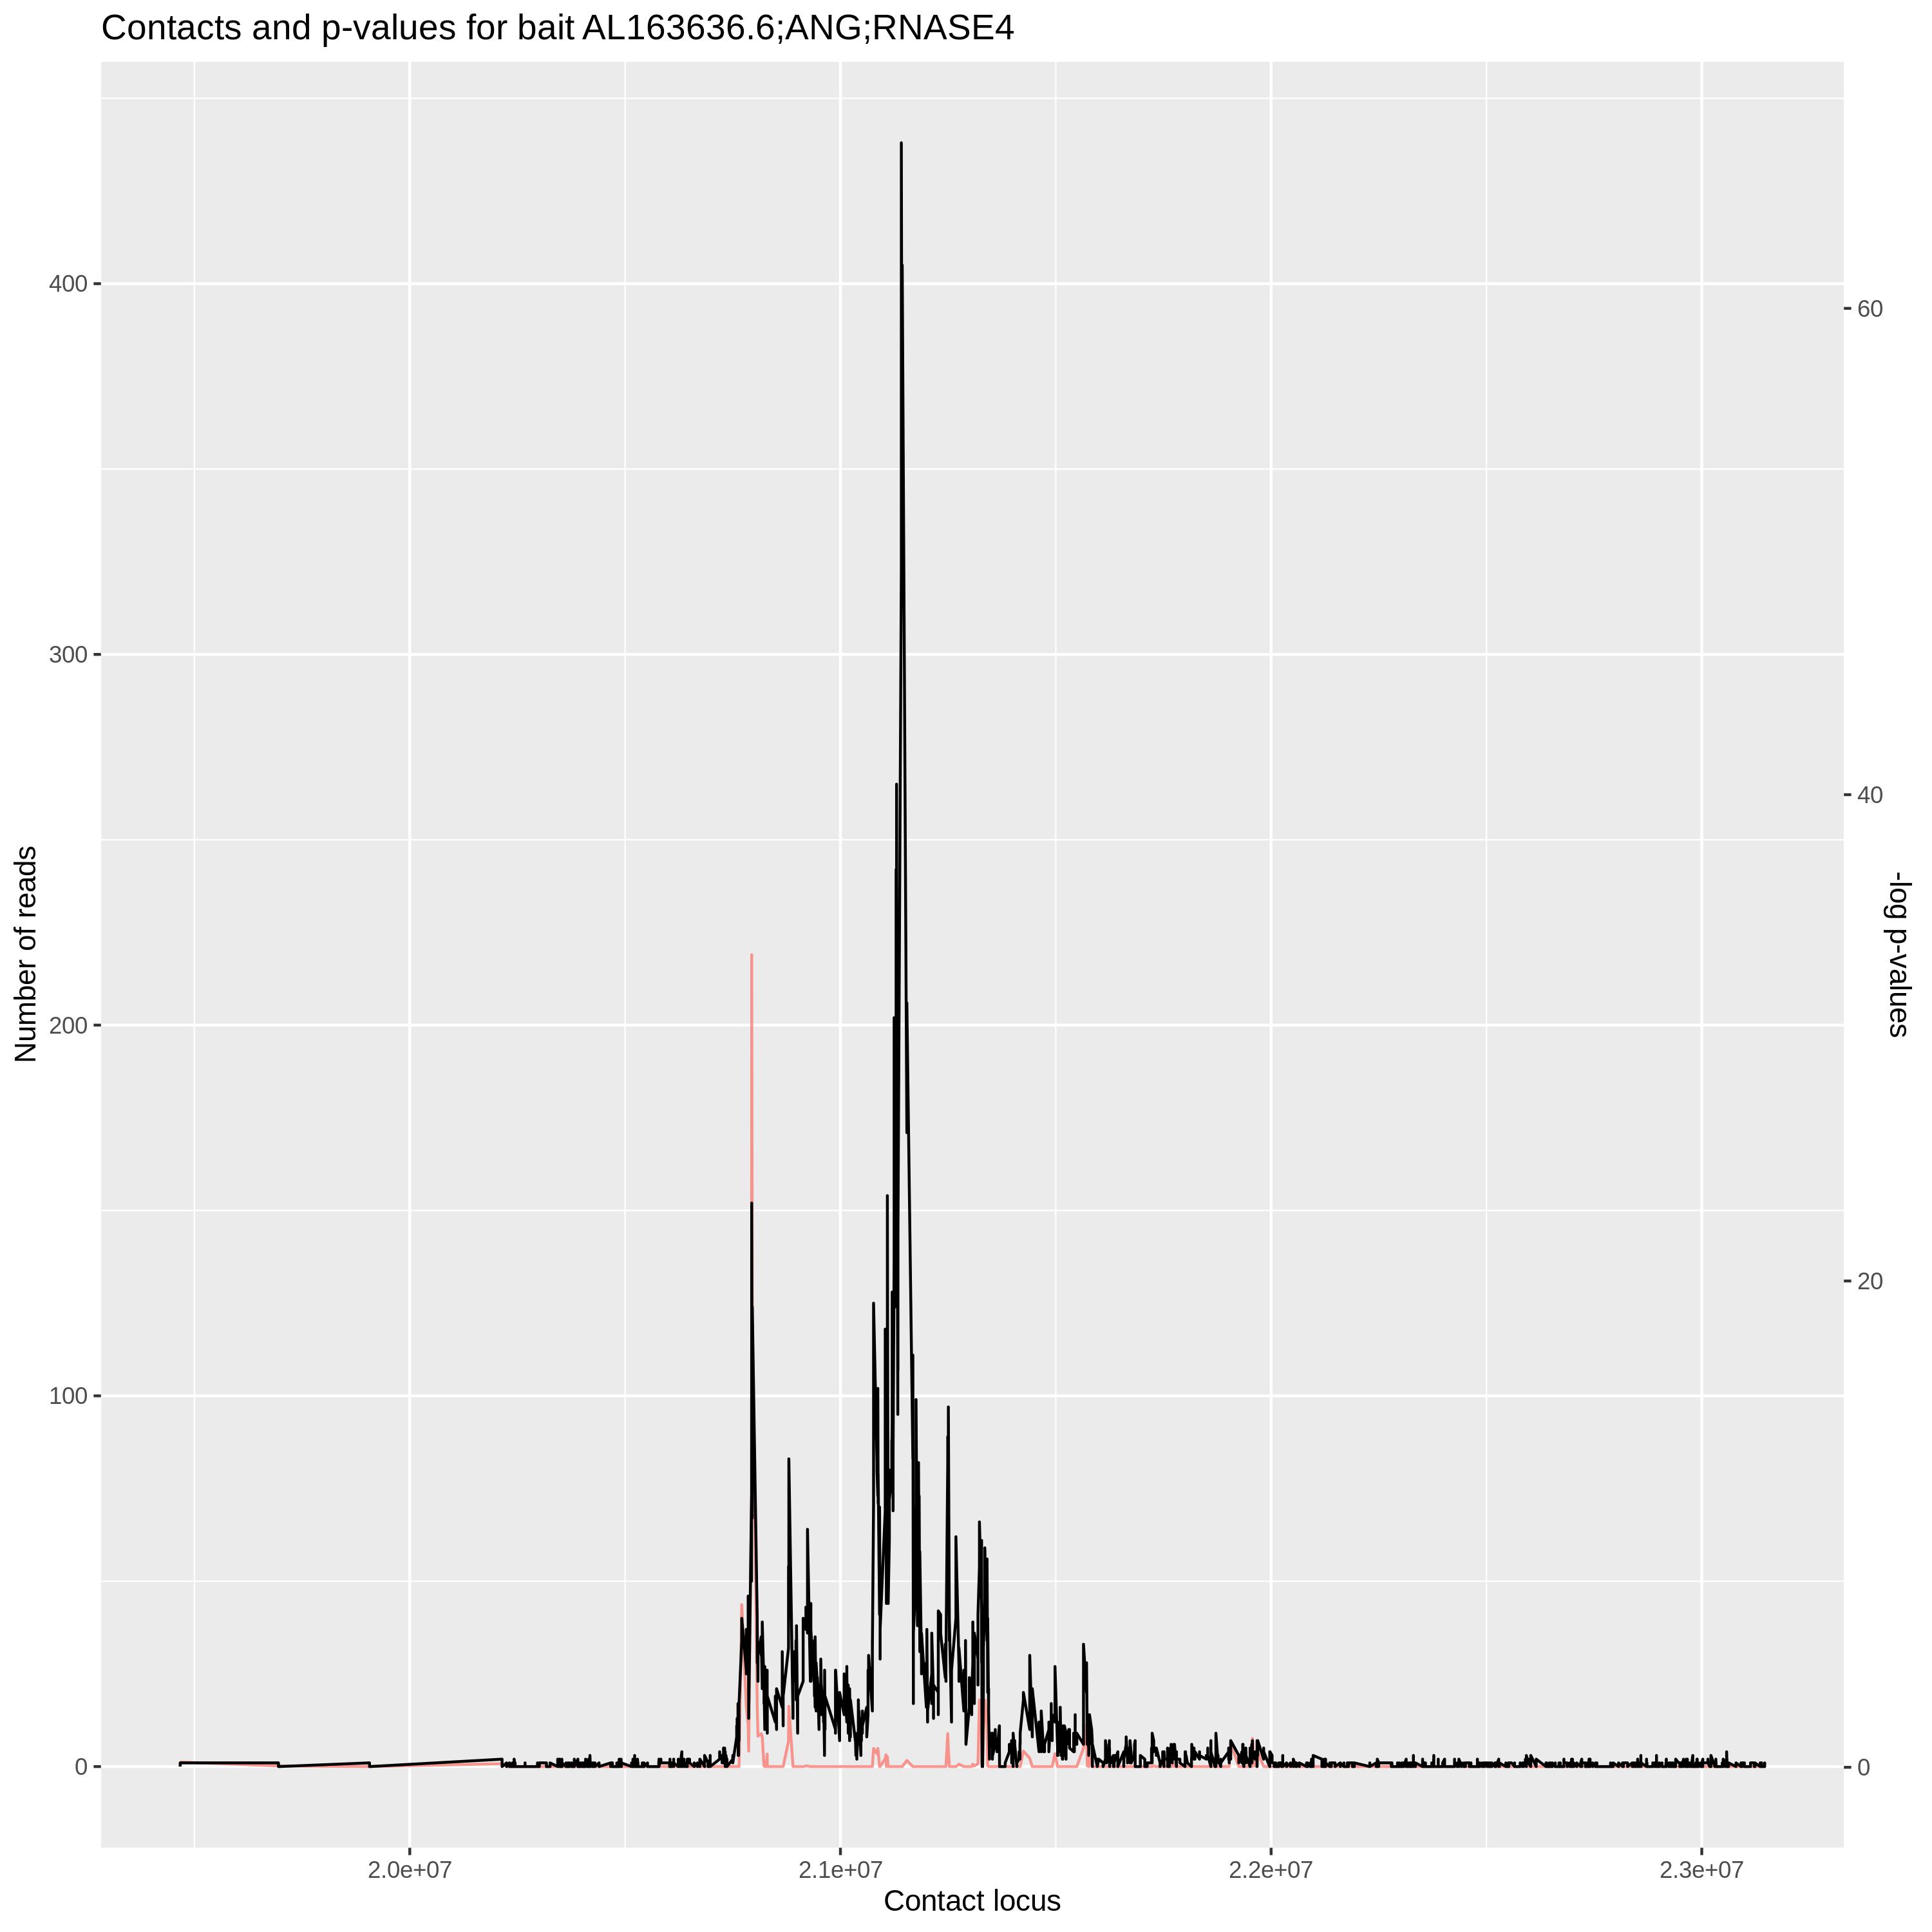 Contacts and p-values for bait AL163636.6;ANG;RNASE4
400
300
200
100
0
Number of reads
60
40
20
0
-log p-values
2.0e+07
2.1e+07
2.2e+07
2.3e+07
Contact locus